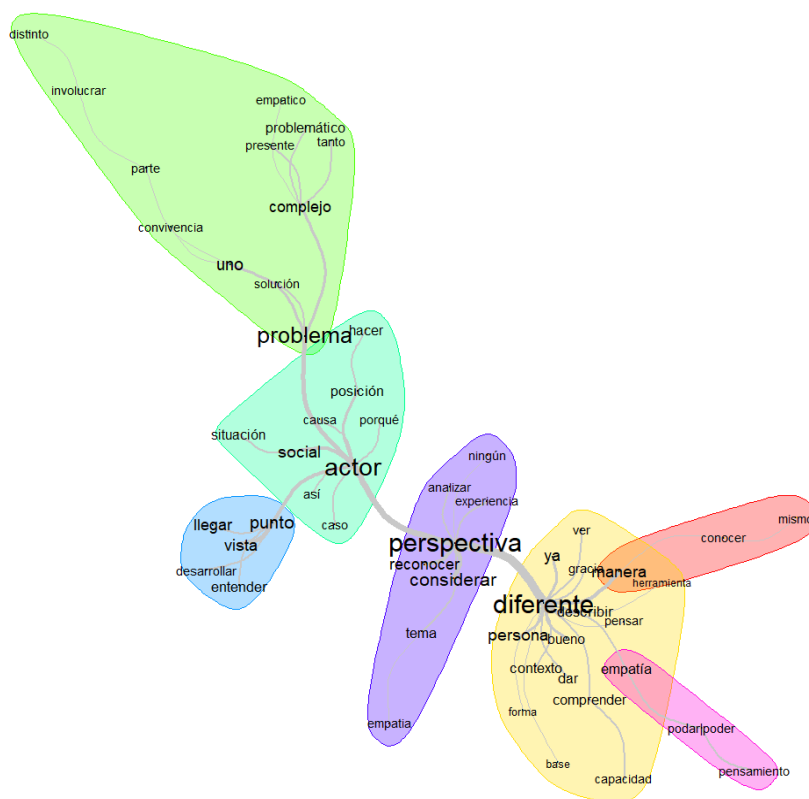 distinto
involucrar
empatico
problemático
presente
tanto
parte
complejo
convivencia
uno
solución
problema
hacer
posición
causa
porqué
situación
social
actor
ningún
analizar
así
experiencia
llegar
punto
caso
mismo
ver
conocer
vista
perspectiva
ya
reconocer
gracia
manera
desarrollar
considerar
herramienta
entender
diferente
describir
pensar
tema
persona
bueno
contexto
empatía
dar
comprender
forma
empatia
podar|poder
base
pensamiento
capacidad